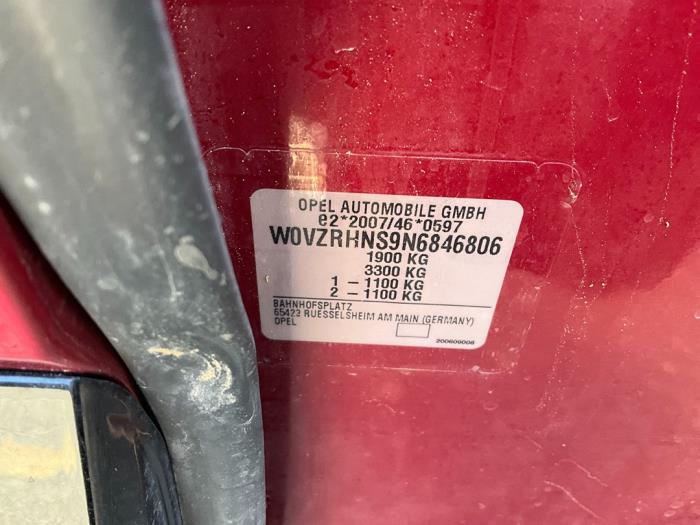 OPEL AUTOMOBILE GMBH
e2*2007/46*0597
W0VZRHNS9N6846806
1900 KG
3300 KG
1 – 1100 KG
2 – 1100 KG
BAHNHOFSPLATZ
65423 RUESSELSHEIM AM MAIN (GERMANY)
OPEL
200609006